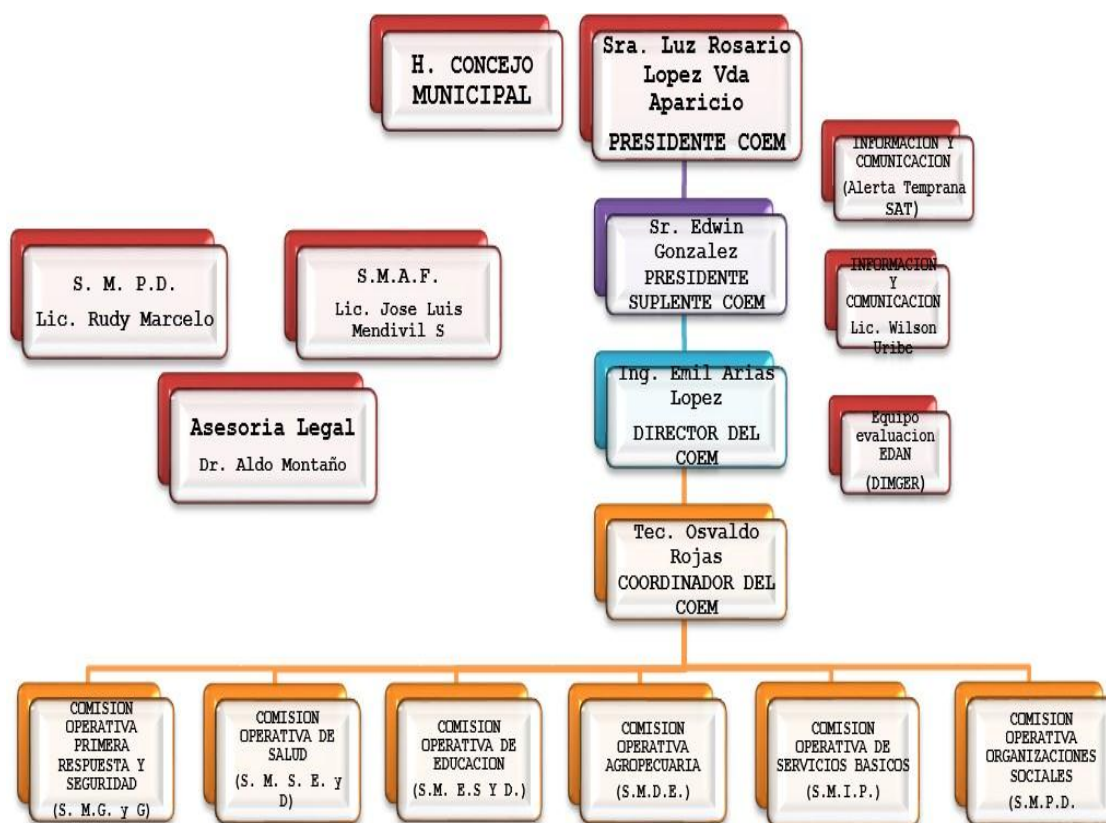 H. CONCEJO
MUNICIPAL
Sra. Luz Rosario
Lopez Vda
Aparicio
PRESIDENTE COEM
INFORMACION Y
COMUNICACION
(Alerta Temprana
SAT)
Sr. Edwin
Gonzalez
PRESIDENTE
SUPLENTE COEM
S. M. P.D.
Lic. Rudy Marcelo
S.M.A.F.
Lic. Jose Luis
Mendivil S
INFORMACION
Y
COMUNICACION
Lic. Wilson
Uribe
Ing. Emil Arias
Lopez
DIRECTOR DEL
COEM
Asesoria Legal
Dr. Aldo Montaño
Equipo
evaluacion
EDAN
(DIMGER)
Tec. Osvaldo
Rojas
COORDINADOR DEL
COEM
COMISION
OPERATIVA
PRIMERA
RESPUESTA Y
SEGURIDAD
(S. M.G. y G)
COMISION
OPERATIVA DE
SALUD
(S. M. S. E. y
D)
COMISION
OPERATIVA DE
EDUCACION
(S.M. E.S Y D.)
COMISION
OPERATIVA
AGROPECUARIA
(S.M.D.E.)
COMISION
OPERATIVA DE
SERVICIOS BASICOS
(S.M.I.P.)
COMISION
OPERATIVA
ORGANIZACIONES
SOCIALES
(S.M.P.D.